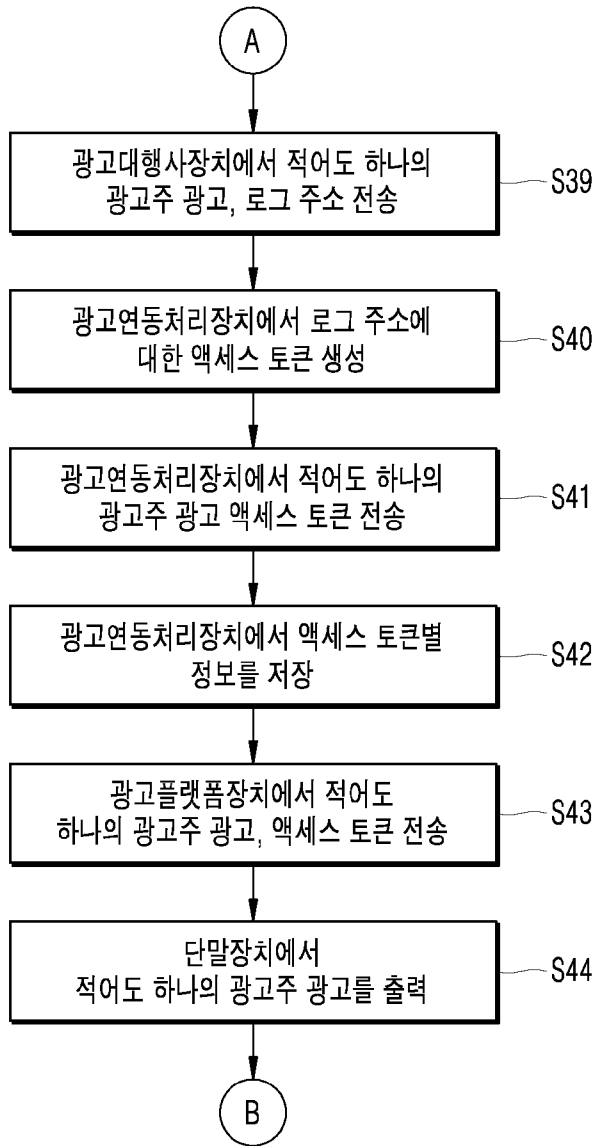 A
광고대행사장치에서 적어도 하나의
광고주 광고, 로그 주소 전송
S39
광고연동처리장치에서 로그 주소에
대한 액세스 토큰 생성
S40
광고연동처리장치에서 적어도 하나의
광고주 광고 액세스 토큰 전송
S41
광고연동처리장치에서 액세스 토큰별
정보를 저장
S42
광고플랫폼장치에서 적어도
하나의 광고주 광고, 액세스 토큰 전송
S43
단말장치에서
적어도 하나의 광고주 광고를 출력
S44
B